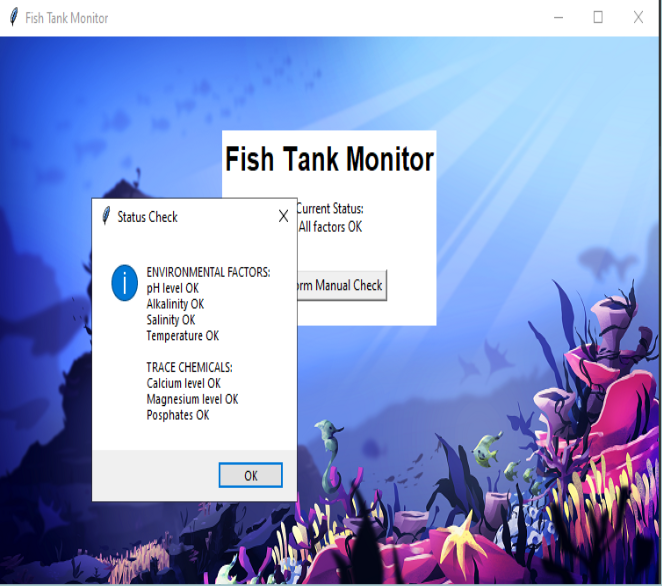 Fish Tank Monitor
Fish Tank Monitor
Current Status:
All factors OK
orm Manual Check
Status Check
ENVIRONMENTAL FACTORS:
pH level OK
Alkalinity OK
Salinity OK
Temperature OK
TRACE CHEMICALS:
Calcium level OK
Magnesium level OK
Posphates OK
OK